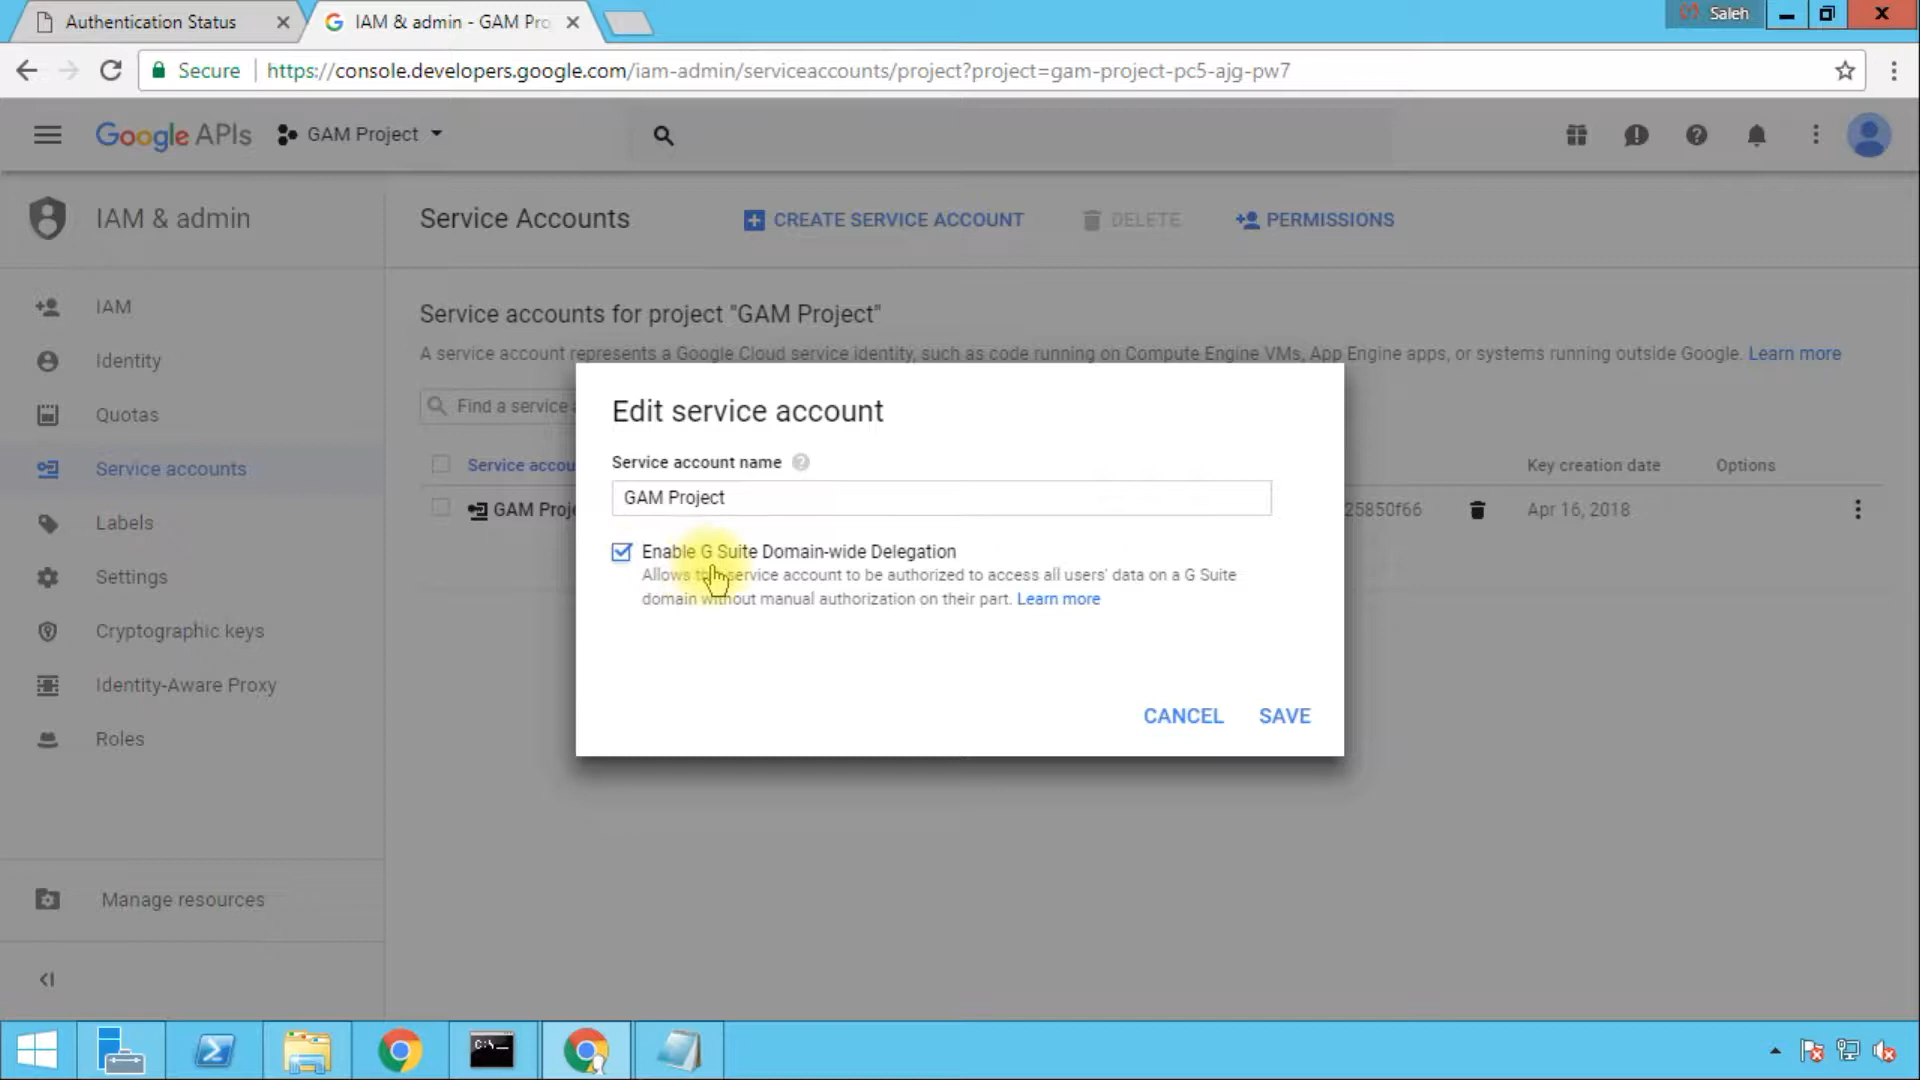 Authentication Status
IAM & admin - GAM Pro
Saleh
Secure
https://console.developers.google.com/iam-admin/serviceaccounts/project?project=gam-project-pc5-ajg-pw7
Google APIs
GAM Project
IAM & admin
Service Accounts
CREATE SERVICE ACCOUNT
DELETE
PERMISSIONS
IAM
Identity
Quotas
Service accounts
Labels
Settings
Cryptographic keys
Identity-Aware Proxy
Roles
Manage resources
Service accounts for project "GAM Project"
A service account represents a Google Cloud service identity, such as code running on Compute Engine VMs, App Engine apps, or systems running outside Google. Learn more
Find a service
Service accou
Key creation date
Options
GAM Proje
25850f66
Apr 16, 2018
Edit service account
Service account name
GAM Project
Enable G Suite Domain-wide Delegation
Allows this service account to be authorized to access all users' data on a G Suite
domain without manual authorization on their part. Learn more
CANCEL
SAVE